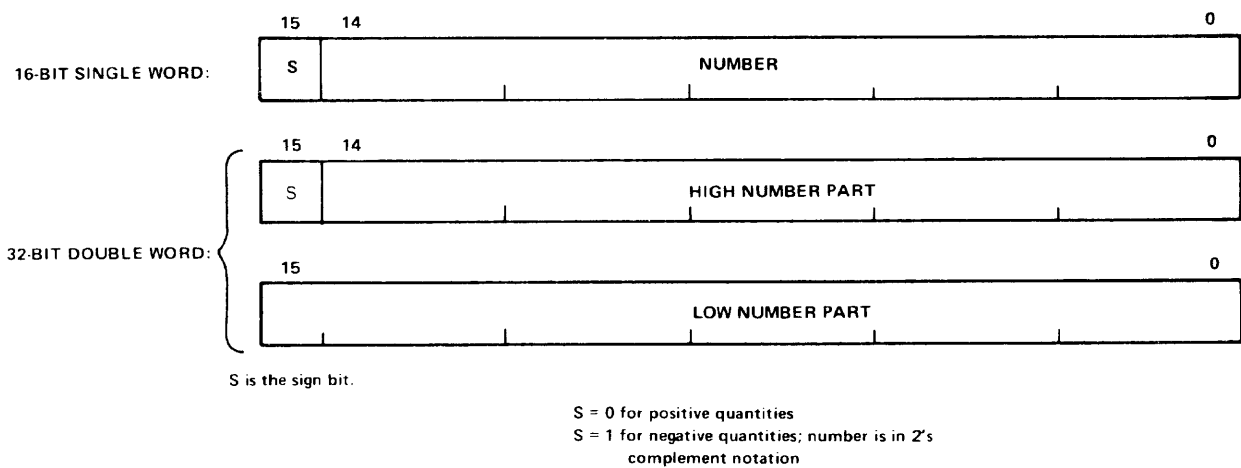 15 14 0
16-BIT SINGLE WORD: S NUMBER
15 14 0
S HIGH NUMBER PART
32-BIT DOUBLE WORD:
15 0
LOW NUMBER PART
S is the sign bit.
S = 0 for positive quantities
S = 1 for negative quantities; number is in 2's
complement notation